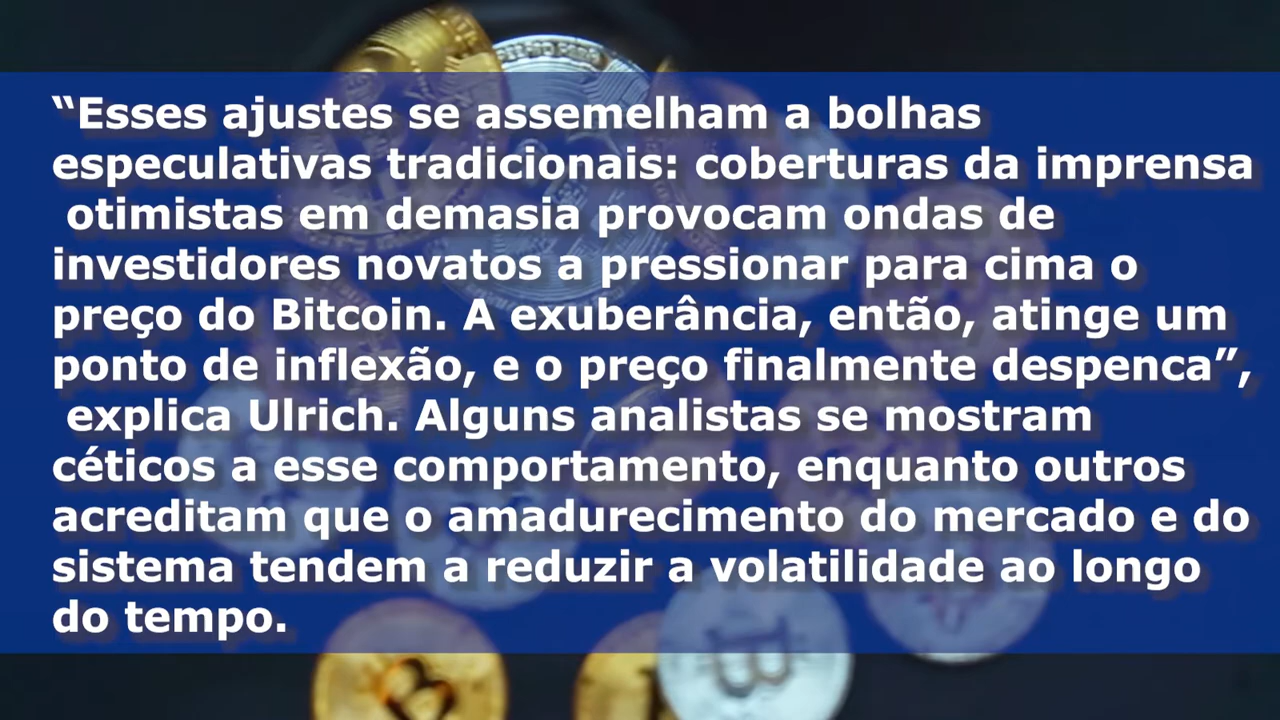 “Esses ajustes se assemelham a bolhas
especulativas tradicionais: coberturas da imprensa
otimistas em demasia provocam ondas de
investidores novatos a pressionar para cima o
preço do Bitcoin. A exuberância, então, atinge um
ponto de inflexão, e o preço finalmente despenca”,
explica Ulrich. Alguns analistas se mostram
céticos a esse comportamento, enquanto outros
acreditam que o amadurecimento do mercado e do
sistema tendem a reduzir a volatilidade ao longo
do tempo.